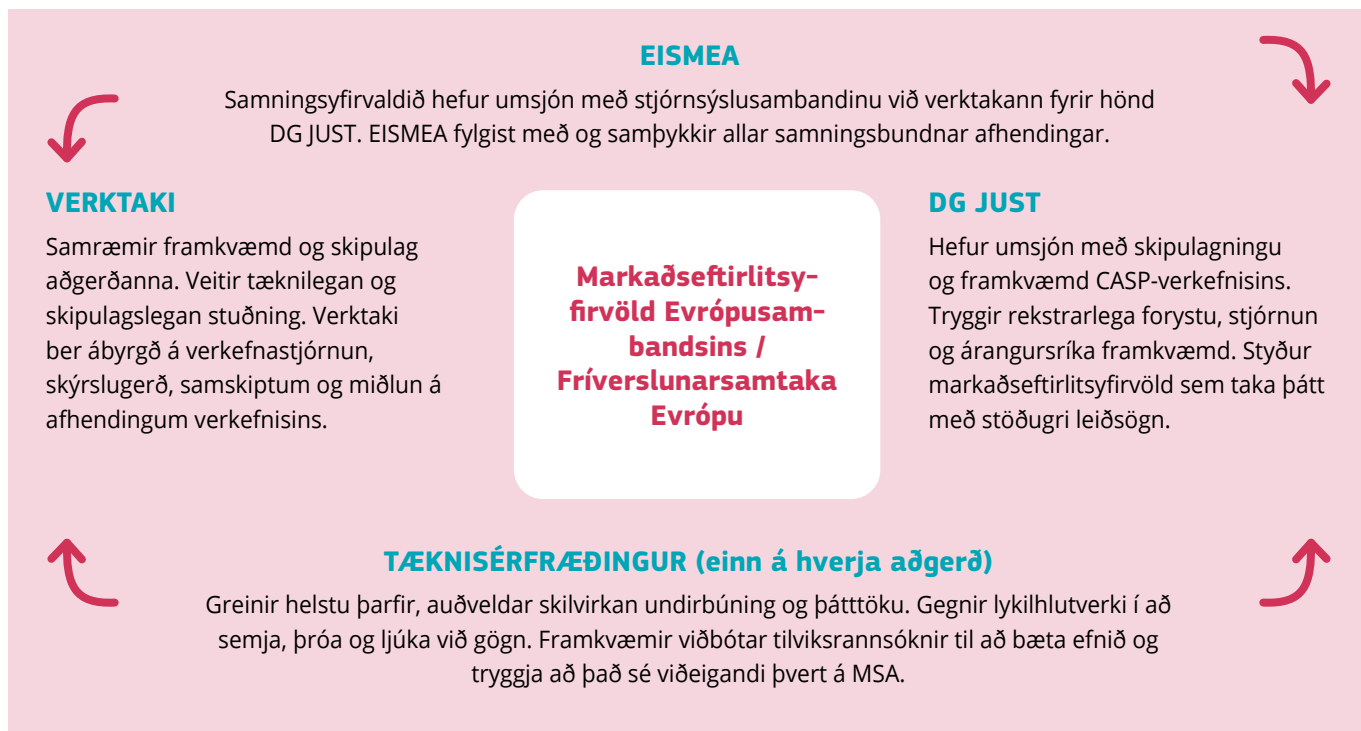 EISMEA
Samningsyfirvaldið hefur umsjón með stjórnsýslusambandinu við verktakann fyrir hönd
DG JUST. EISMEA fylgist með og samþykkir allar samningsbundnar afhendingar.
VERKTAKI
Samræmir framkvæmd og skipulag
aðgerðanna. Veitir tæknilegan og
skipulagslegan stuðning. Verktaki
ber ábyrgð á verkefnastjórnun,
skýrslugerð, samskiptum og miðlun á
afhendingum verkefnisins.
Markaðseftirlitsy-
firvöld Evrópusam-
bandsins /
Fríverslunarsamtaka
Evrópu
DG JUST
Hefur umsjón með skipulagningu
og framkvæmd CASP-verkefnisins.
Tryggir rekstrarlega forystu, stjórnun
og árangursríka framkvæmd. Styður
markaðseftirlitsyfirvöld sem taka þátt
með stöðugri leiðsögn.
TÆKNISÉRFRÆÐINGUR (einn á hverja aðgerð)
Greinir helstu þarfir, auðveldar skilvirkan undirbúning og þátttöku. Gegnir lykilhlutverki í að
semja, þróa og ljúka við gögn. Framkvæmir viðbótar tilviksrannsóknir til að bæta efnið og
tryggja að það sé viðeigandi þvert á MSA.